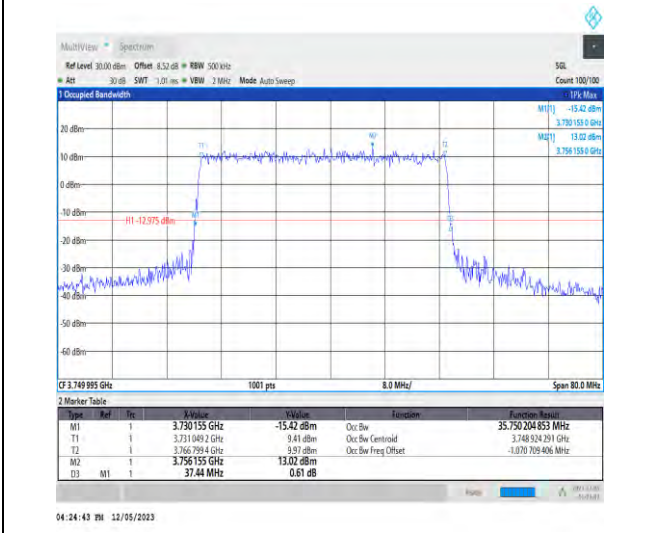 MultiView Spectrum
Ref Level 30.00 dBm Offset 8.52 dB RBW 500 kHz SGL
Att 30 dB SWT 1.01 ms VBW 2 MHz Mode Auto Sweep Count 100/100
1 Occupied Bandwidth 1Pk Max
M1[1] -15.42 dBm
3.730 155 0 GHz
20 dBm M2[1] 13.02 dBm
3.756 155 0 GHz
M2
T1 T2
10 dBm
0 dBm
-10 dBm
M1
H1 -12.975 dBm
D3
-20 dBm
-30 dBm
-40 dBm
-50 dBm
-60 dBm
CF 3.749 995 GHz 1001 pts 8.0 MHz/ Span 80.0 MHz
2 Marker Table
Type Ref Trc X-Value Y-Value Function Function Result
M1 1 3.730 155 GHz -15.42 dBm Occ Bw 35.750 204 853 MHz
T1 1 3.731 049 2 GHz 9.41 dBm Occ Bw Centroid 3.748 924 291 GHz
T2 1 3.766 799 4 GHz 9.97 dBm Occ Bw Freq Offset -1.070 709 406 MHz
M2 1 3.756 155 GHz 13.02 dBm
D3 M1 1 37.44 MHz 0.61 dB
04:24:43 PM 12/05/2023